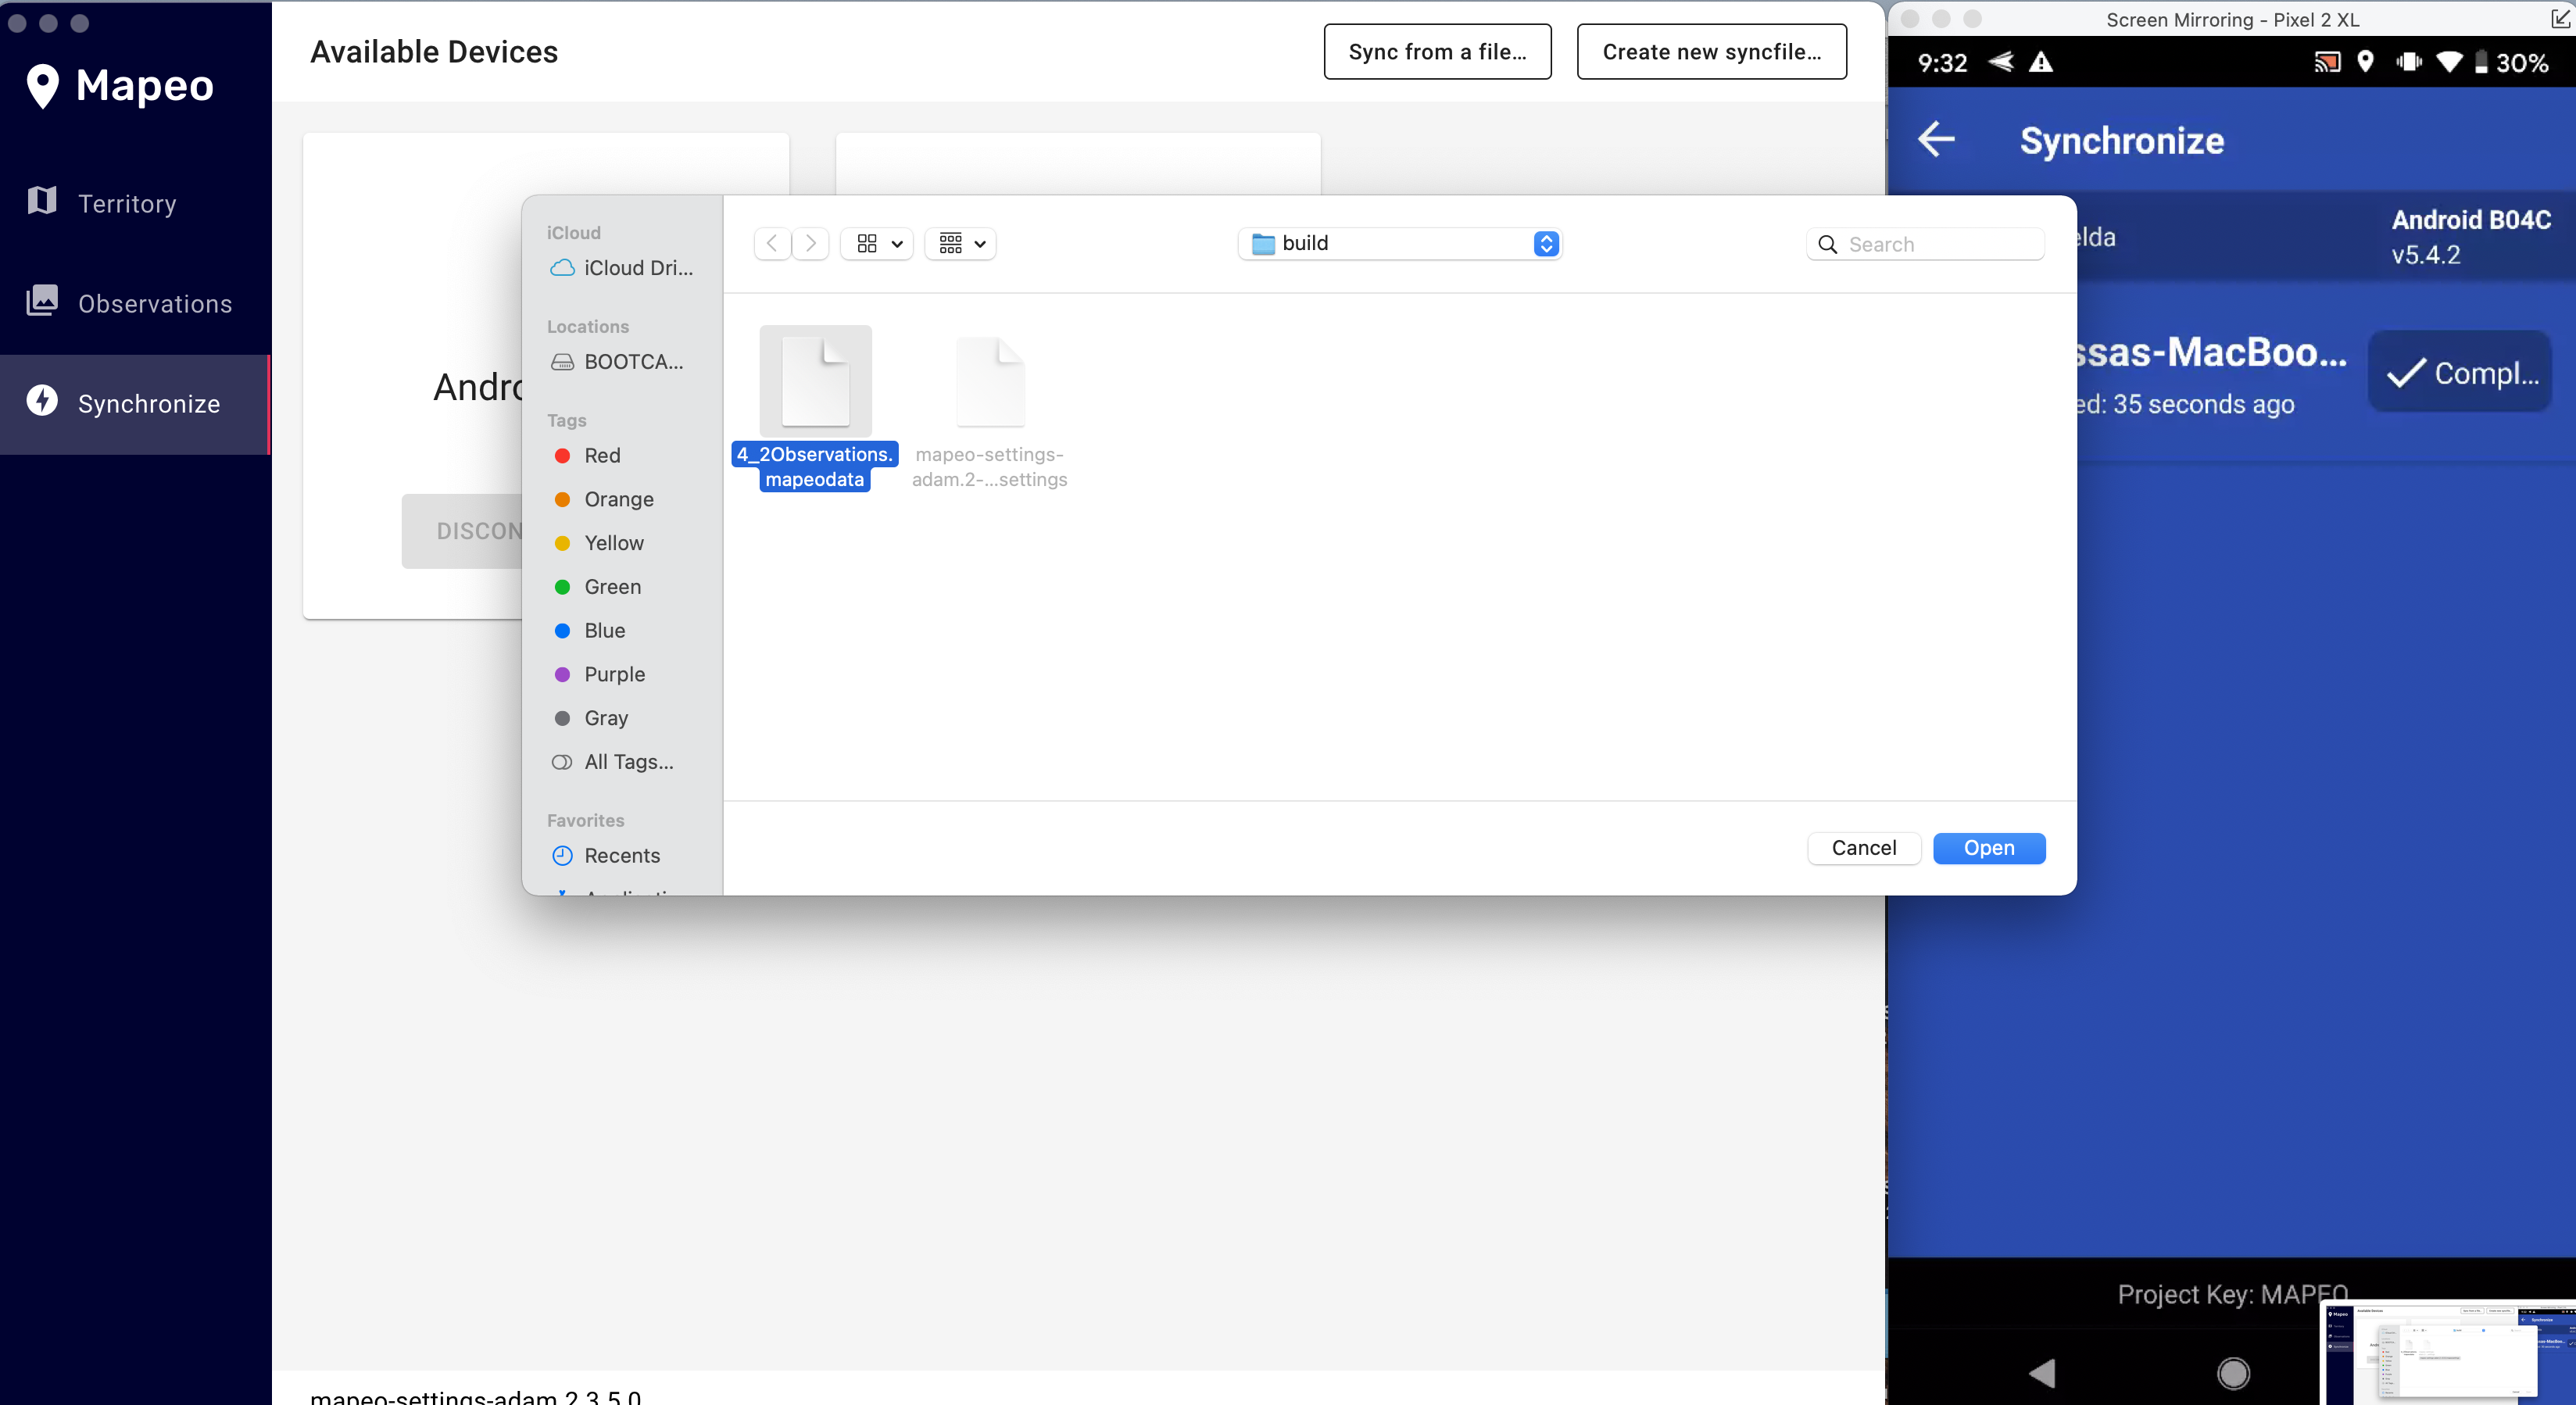 Mapeo
Territory
Observations
Synchronize
Available Devices
Sync from a file...
Create new syncfile...
Andro
DISCON
mapeo-settings-adam 2 3.5.0
iCloud
iCloud Dri...
Locations
BOOTCA...
Tags
Red
Orange
Yellow
Green
Blue
Purple
Gray
All Tags...
Favorites
Recents
build
Search
4_2Observations.
mapeodata
mapeo-settings-
adam.2-...settings
Cancel
Open
Screen Mirroring - Pixel 2 XL
9:32
30%
Synchronize
elda
Android B04C
v5.4.2
ssas-MacBoo...
ed: 35 seconds ago
Compl...
Project Key: MAPEO